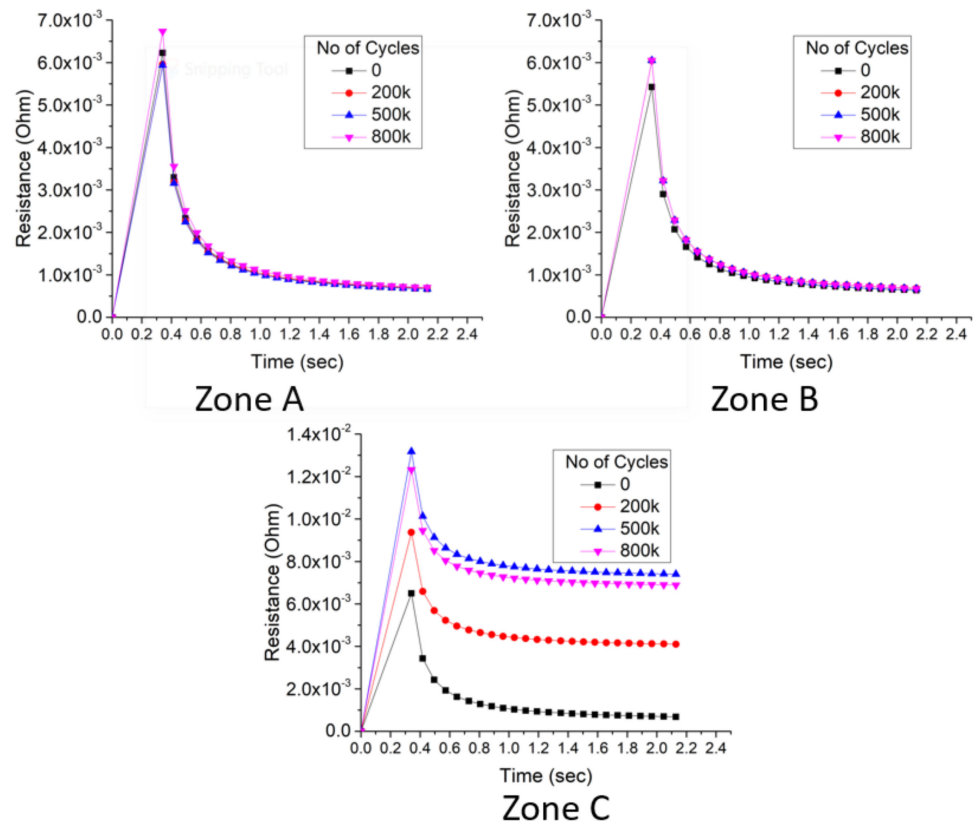 7.0x10⁻³
6.0x10⁻³
5.0x10⁻³
4.0x10⁻³
3.0x10⁻³
2.0x10⁻³
1.0x10⁻³
0.0
Resistance (Ohm)
No of Cycles
0
200k
500k
800k
Snipping Tool
0.0 0.2 0.4 0.6 0.8 1.0 1.2 1.4 1.6 1.8 2.0 2.2 2.4
Time (sec)
Zone A
7.0x10⁻³
6.0x10⁻³
5.0x10⁻³
4.0x10⁻³
3.0x10⁻³
2.0x10⁻³
1.0x10⁻³
0.0
Resistance (Ohm)
No of Cycles
0
200k
500k
800k
0.0 0.2 0.4 0.6 0.8 1.0 1.2 1.4 1.6 1.8 2.0 2.2 2.4
Time (sec)
Zone B
1.4x10⁻²
1.2x10⁻²
1.0x10⁻²
8.0x10⁻³
6.0x10⁻³
4.0x10⁻³
2.0x10⁻³
0.0
Resistance (Ohm)
No of Cycles
0
200k
500k
800k
0.0 0.2 0.4 0.6 0.8 1.0 1.2 1.4 1.6 1.8 2.0 2.2 2.4
Time (sec)
Zone C